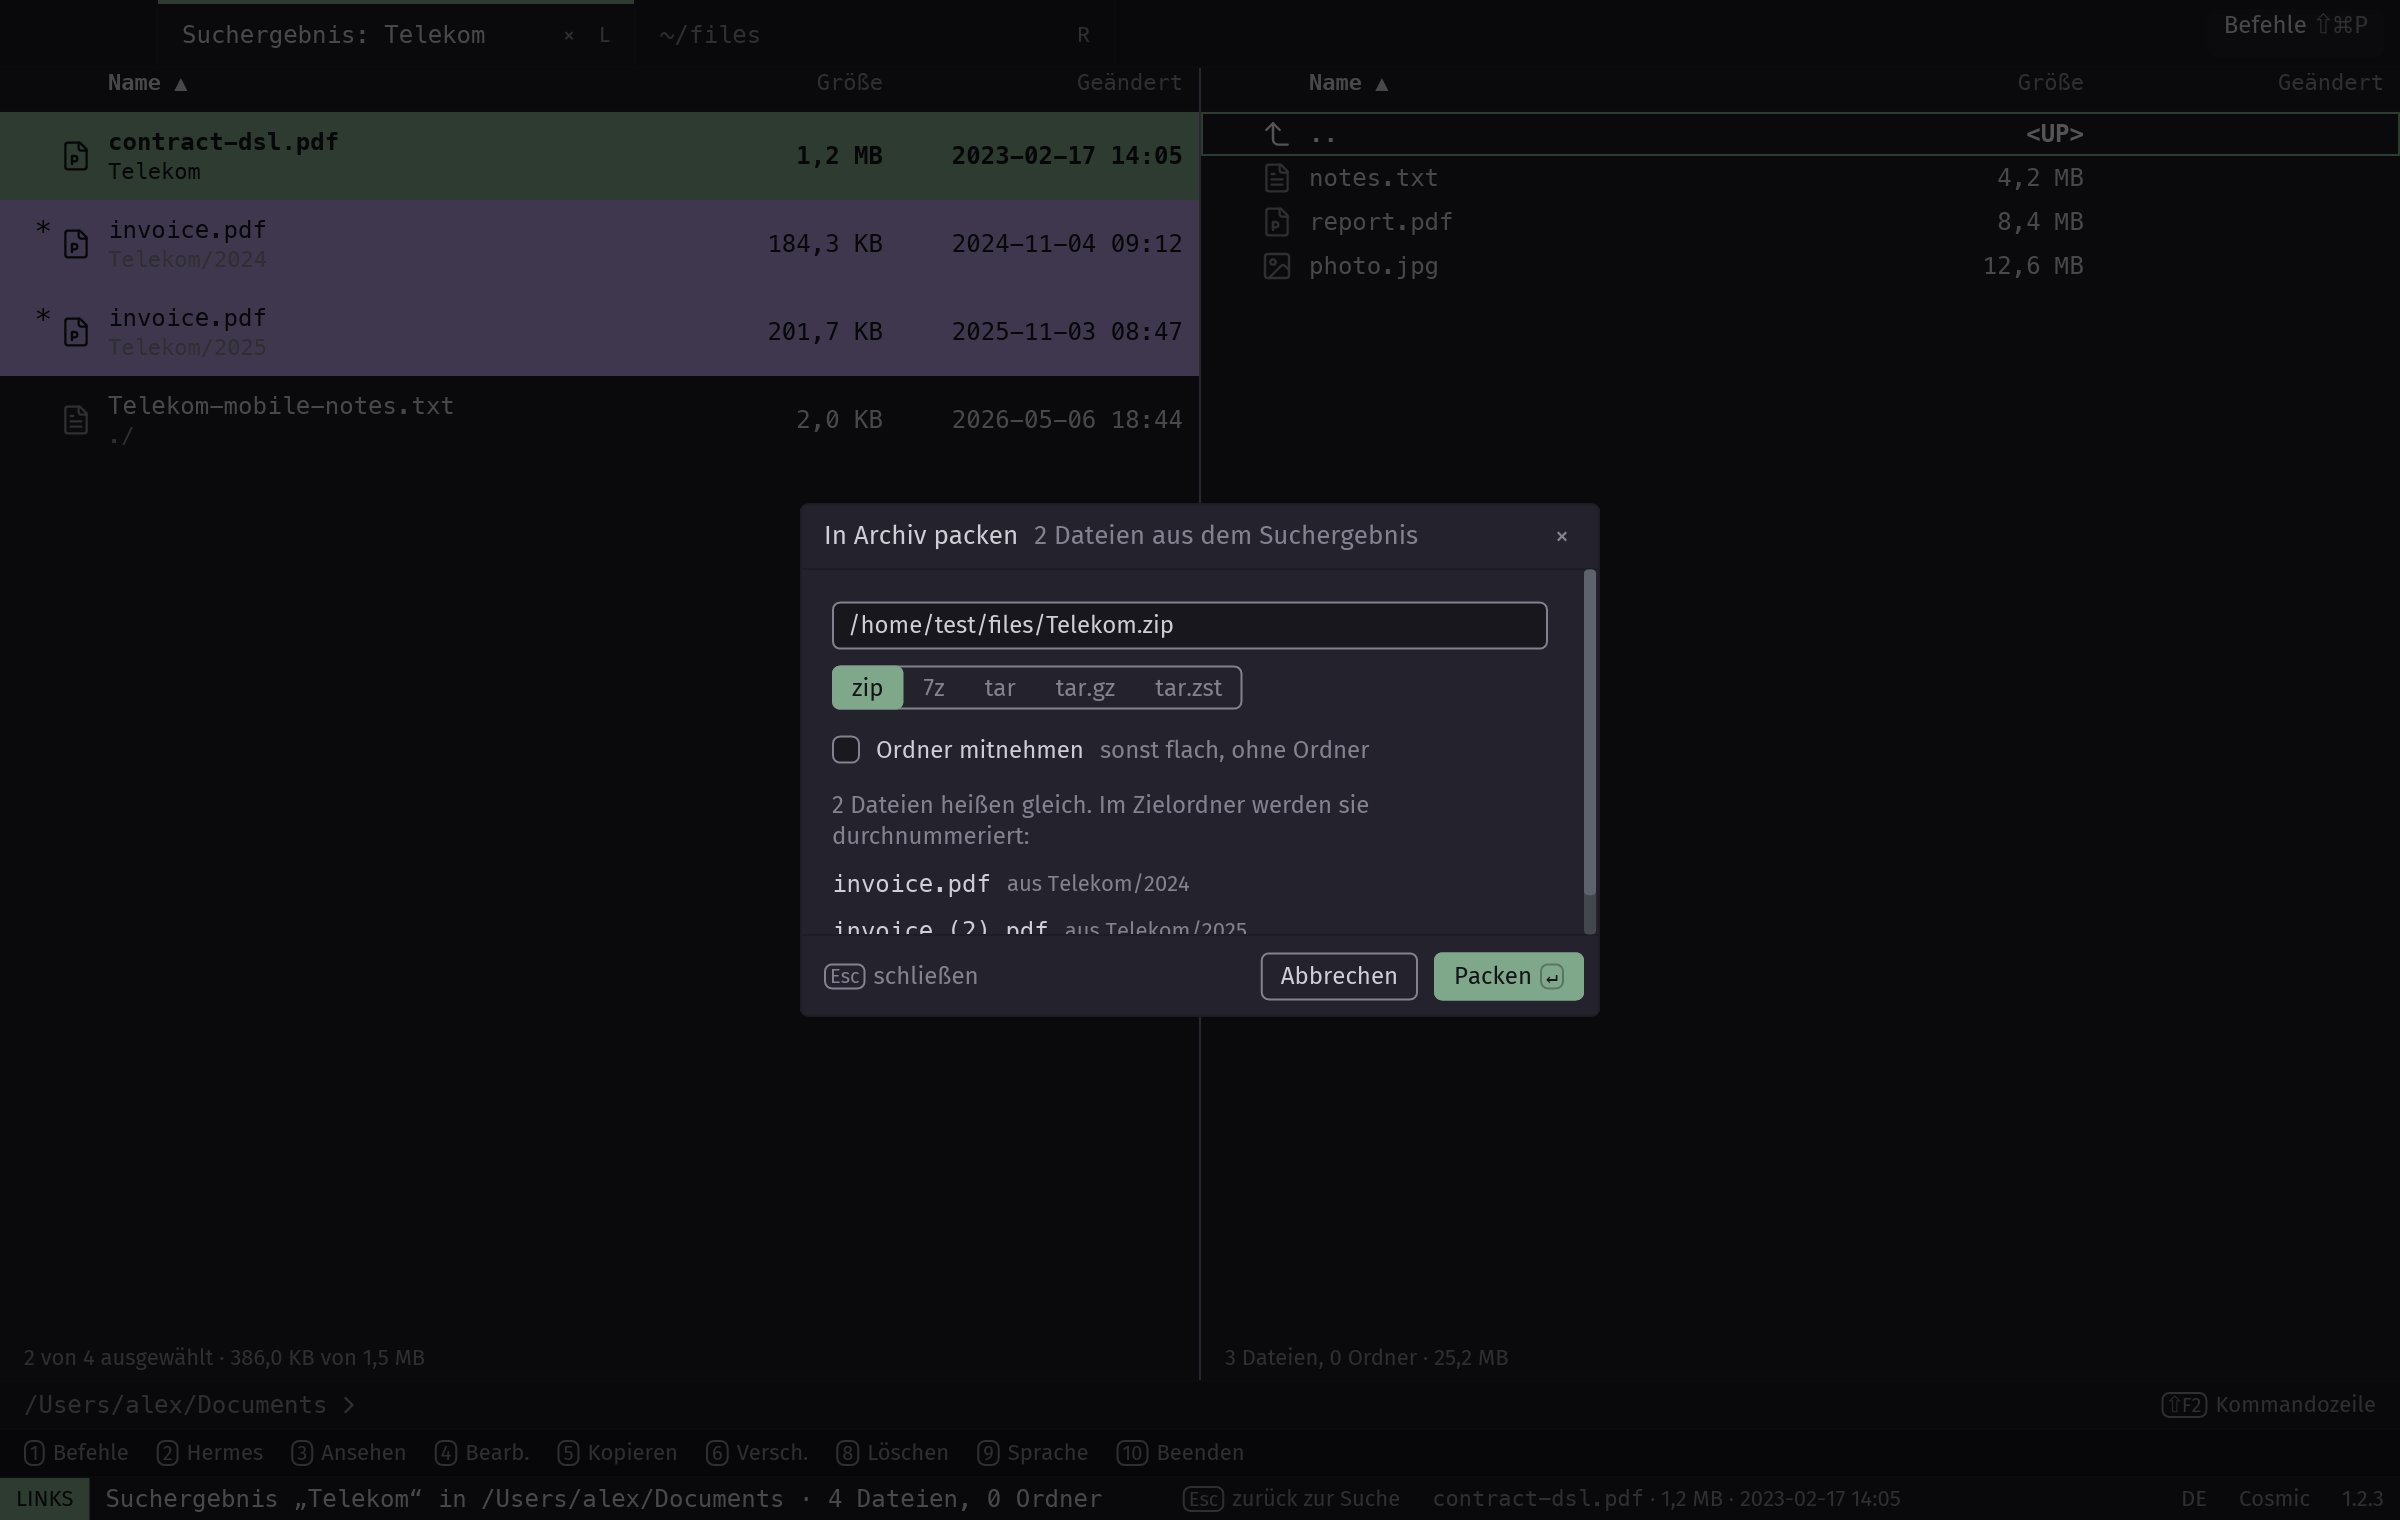 Suchergebnis: Telekom × L ~/files R Befehle ⇧⌘P
Name ▲ Größe Geändert
contract-dsl.pdf 1,2 MB 2023-02-17 14:05
Telekom
* invoice.pdf 184,3 KB 2024-11-04 09:12
Telekom/2024
* invoice.pdf 201,7 KB 2025-11-03 08:47
Telekom/2025
Telekom-mobile-notes.txt 2,0 KB 2026-05-06 18:44
./
Name ▲ Größe Geändert
.. <UP>
notes.txt 4,2 MB
report.pdf 8,4 MB
photo.jpg 12,6 MB
In Archiv packen 2 Dateien aus dem Suchergebnis ×
/home/test/files/Telekom.zip
zip 7z tar tar.gz tar.zst
Ordner mitnehmen sonst flach, ohne Ordner
2 Dateien heißen gleich. Im Zielordner werden sie
durchnummeriert:
invoice.pdf aus Telekom/2024
invoice (2).pdf aus Telekom/2025
Esc schließen Abbrechen Packen ↵
2 von 4 ausgewählt · 386,0 KB von 1,5 MB
3 Dateien, 0 Ordner · 25,2 MB
/Users/alex/Documents > ⇧F2 Kommandozeile
1 Befehle 2 Hermes 3 Ansehen 4 Bearb. 5 Kopieren 6 Versch. 8 Löschen 9 Sprache 10 Beenden
LINKS Suchergebnis „Telekom“ in /Users/alex/Documents · 4 Dateien, 0 Ordner Esc zurück zur Suche contract-dsl.pdf · 1,2 MB · 2023-02-17 14:05 DE Cosmic 1.2.3